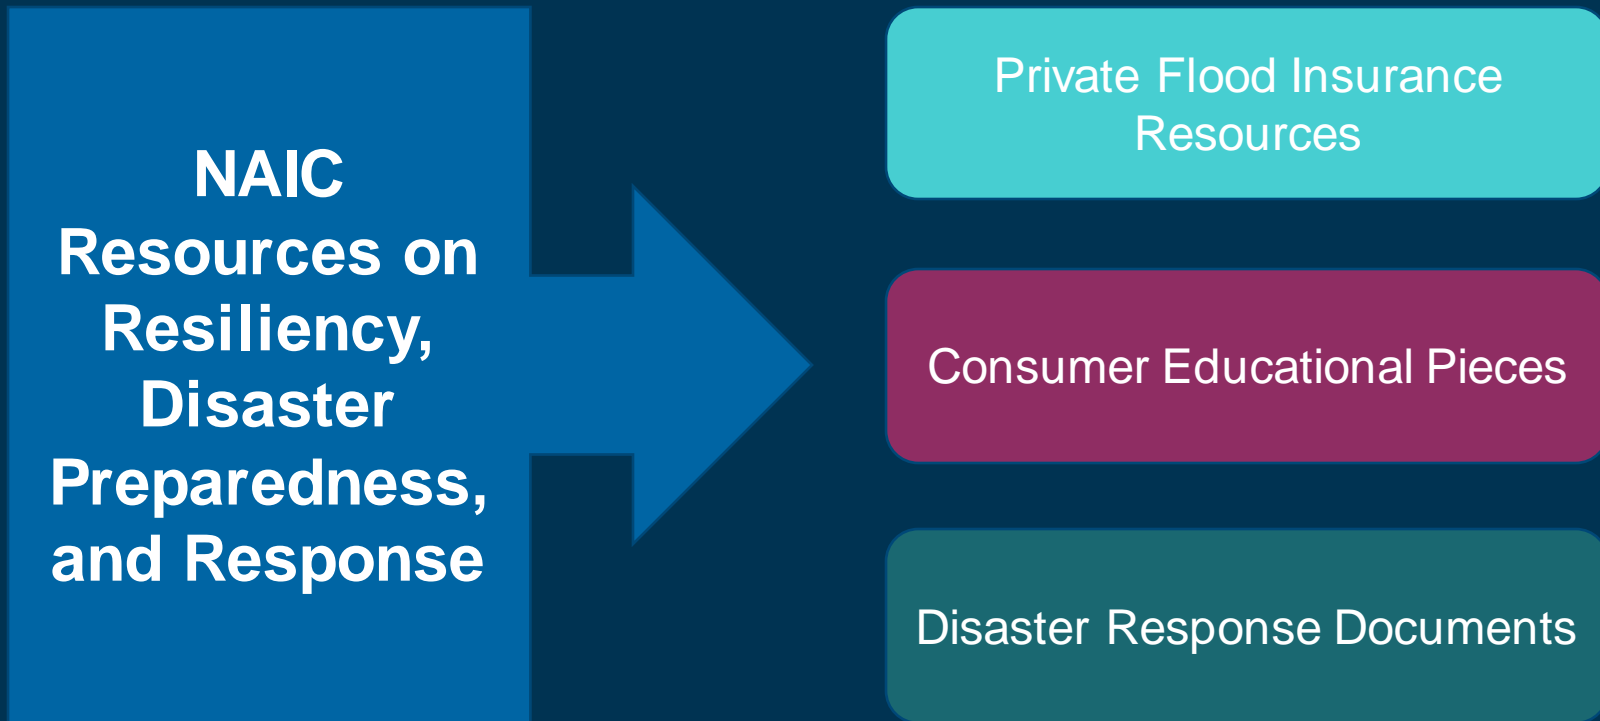 NAIC
Resources on
Resiliency,
Disaster
Preparedness,
and Response
Private Flood Insurance
Resources
Consumer Educational Pieces
Disaster Response Documents